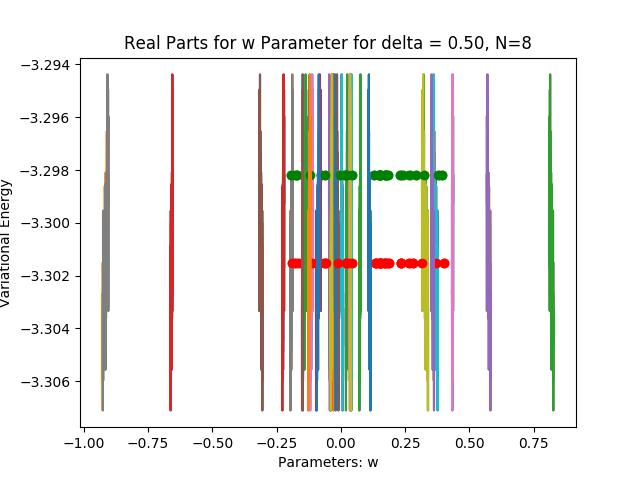 Real Parts for w Parameter for delta = 0.50, N=8
−3.294
−3.296
−3.298
−3.300
−3.302
−3.304
−3.306
Variational Energy
−1.00 −0.75 −0.50 −0.25 0.00 0.25 0.50 0.75
Parameters: w